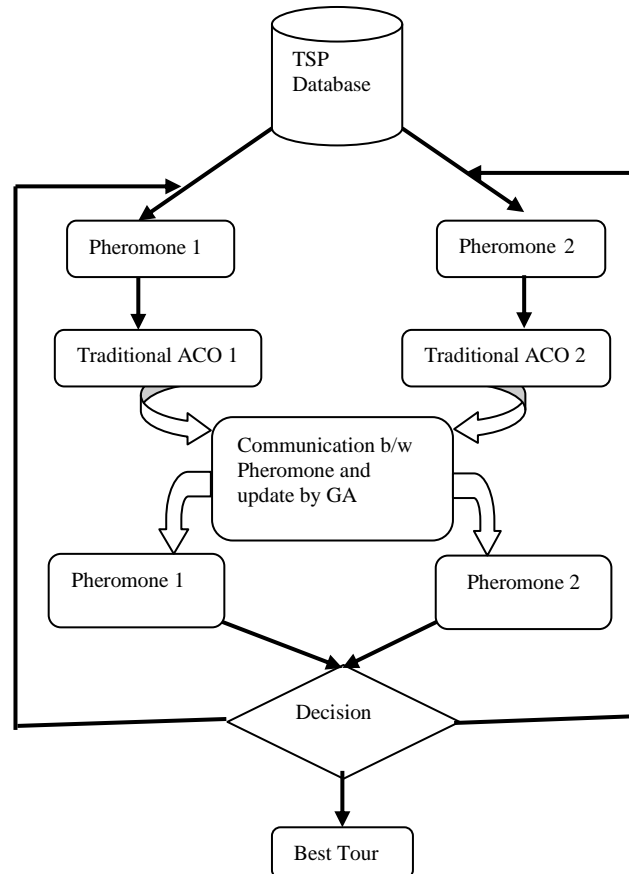 TSP
Database
Pheromone 1
Pheromone 2
Traditional ACO 1
Traditional ACO 2
Communication b/w
Pheromone and
update by GA
Pheromone 1
Pheromone 2
Decision
Best Tour